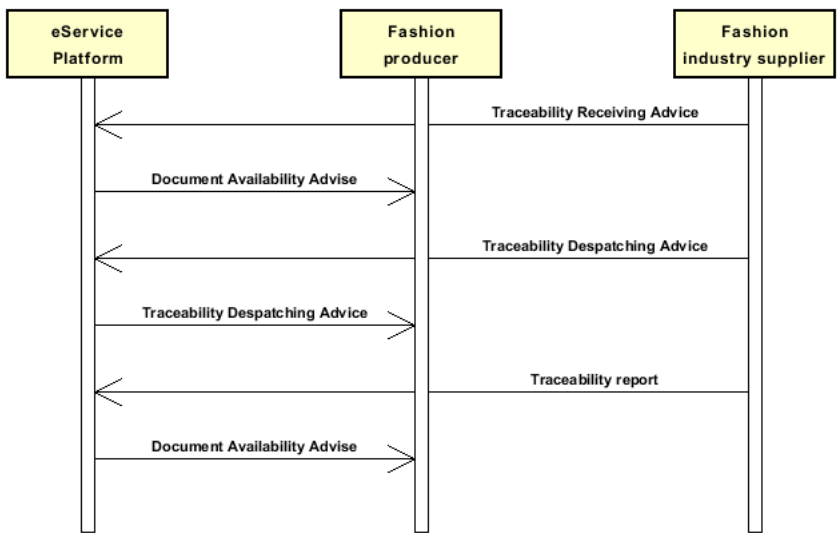 eService
Platform
Fashion
producer
Fashion
industry supplier
Traceability Receiving Advice
Document Availability Advise
Traceability Despatching Advice
Traceability Despatching Advice
Traceability report
Document Availability Advise